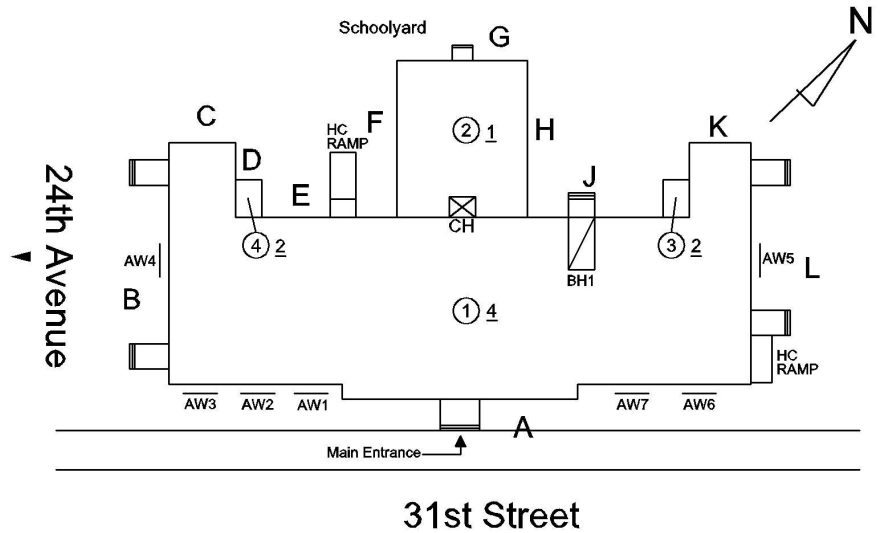 N
Schoolyard
G
C
F
K
HC
RAMP
2 1
H
D
E
J
24th Avenue
CH
4 2
3 2
AW4
AW5
L
B
BH1
1 4
HC
RAMP
AW3
AW2
AW1
AW7
AW6
A
Main Entrance
31st Street